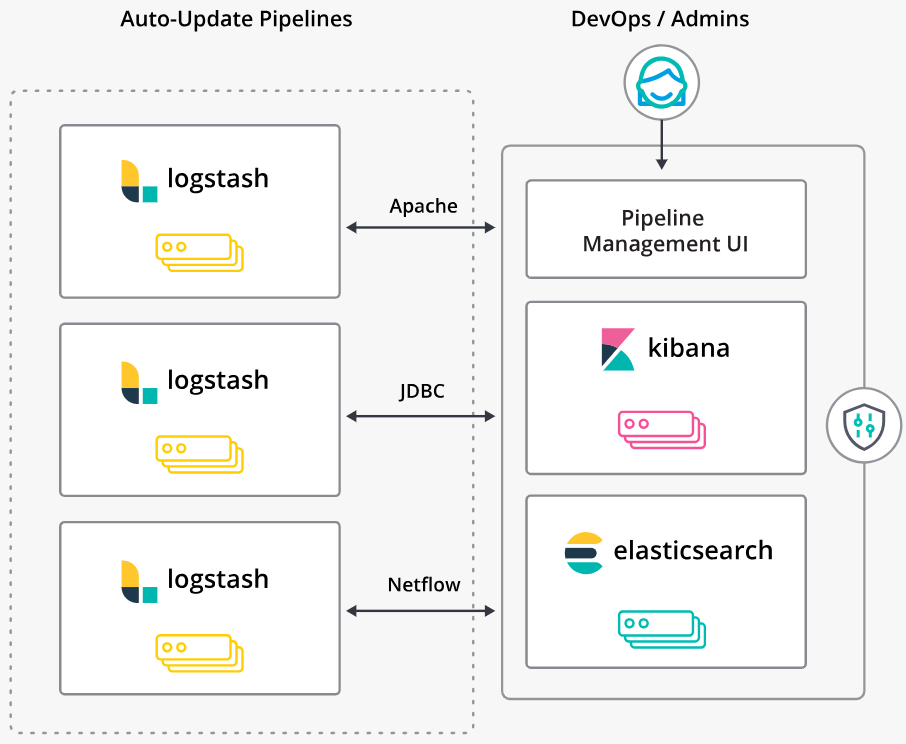 Auto-Update Pipelines
DevOps / Admins
logstash
Apache
Pipeline
Management UI
logstash
JDBC
kibana
logstash
Netflow
elasticsearch